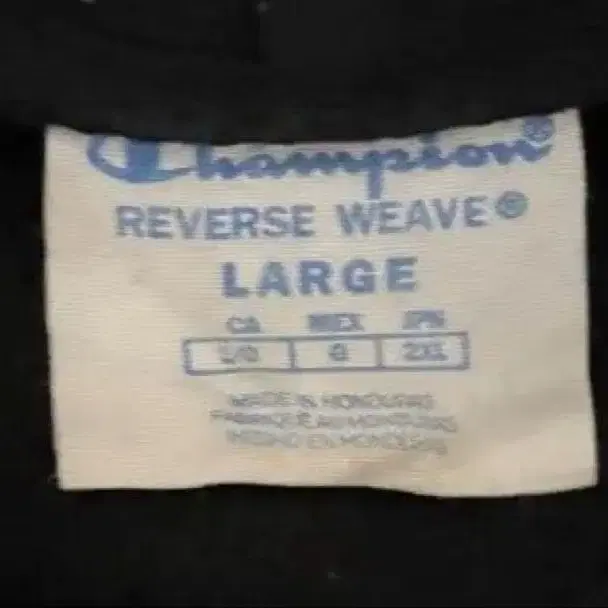 Champion®
REVERSE WEAVE®
LARGE
CA MEX JPN
L/G G 2XL
MADE IN HONDURAS
FABRIQUÉ AU HONDURAS
HECHO EN HONDURAS